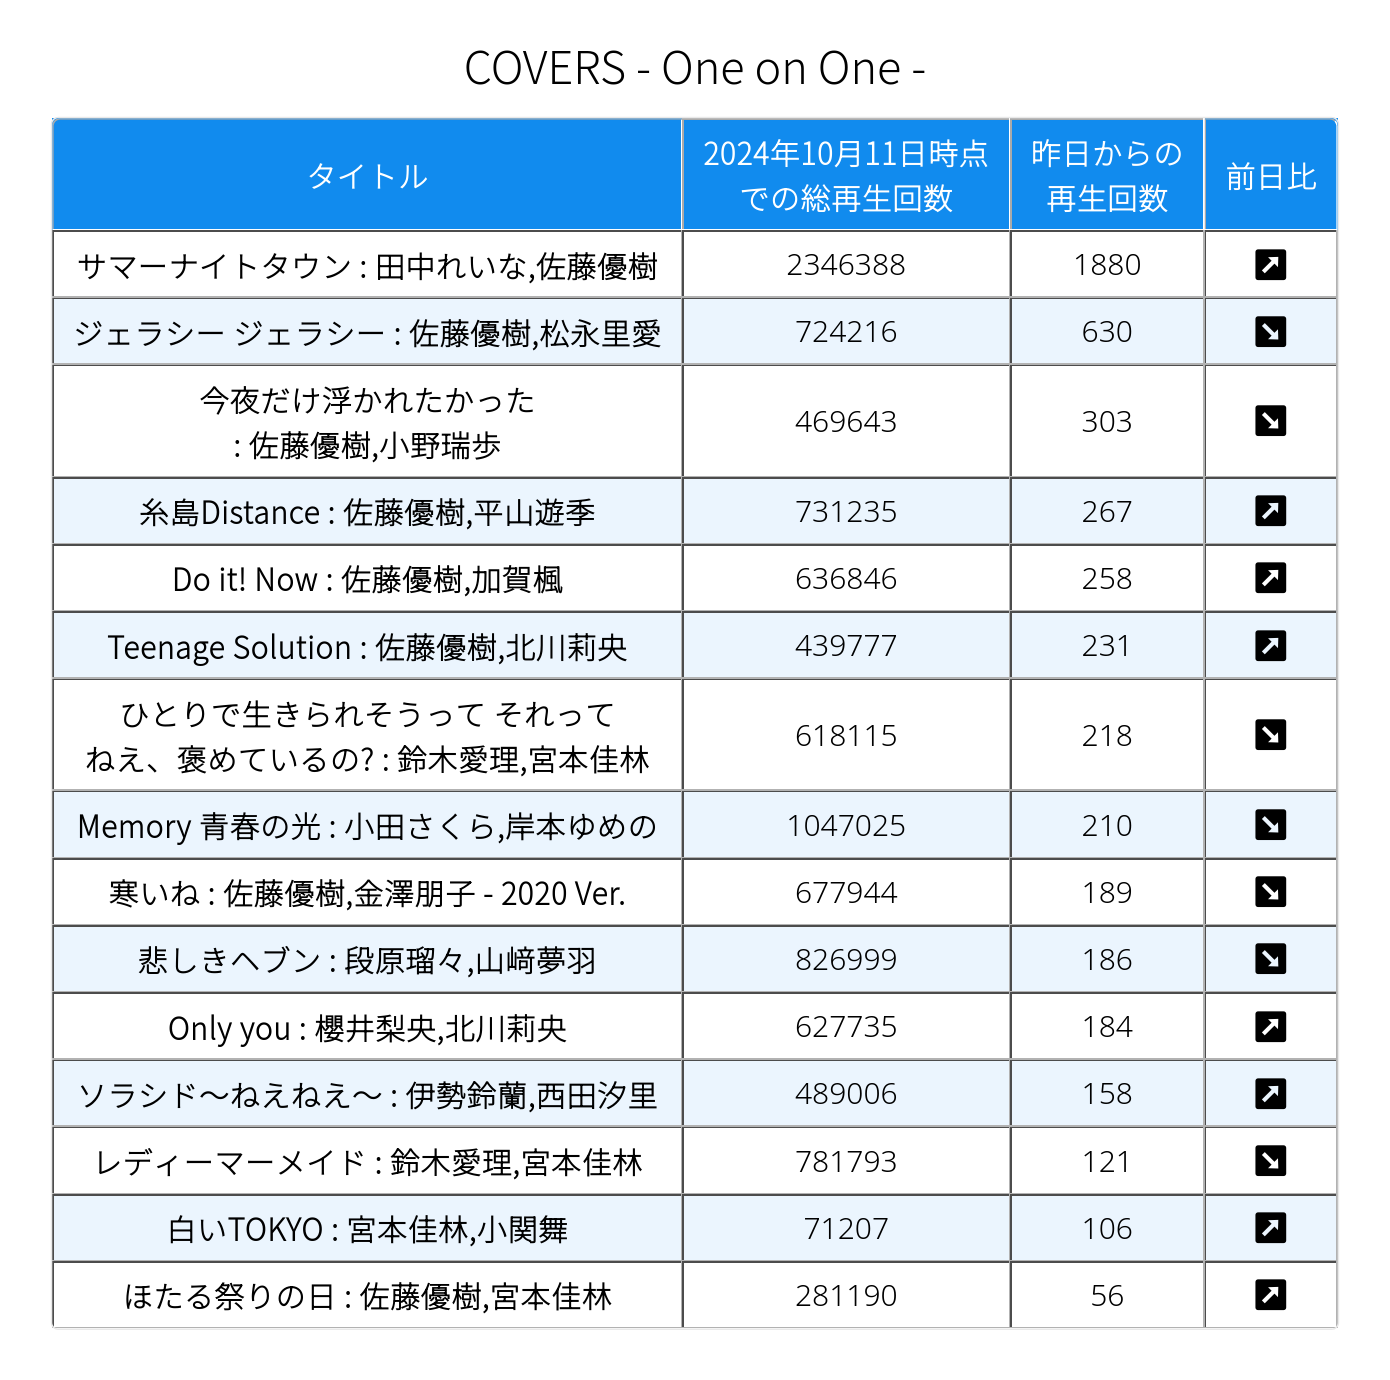 COVERS - One on One -
タイトル
2024年10月11日時点
での総再生回数
昨日からの
再生回数
前日比
サマーナイトタウン : 田中れいな,佐藤優樹
2346388
1880
ジェラシー ジェラシー : 佐藤優樹,松永里愛
724216
630
今夜だけ浮かれたかった
: 佐藤優樹,小野瑞歩
469643
303
糸島Distance : 佐藤優樹,平山遊季
731235
267
Do it! Now : 佐藤優樹,加賀楓
636846
258
Teenage Solution : 佐藤優樹,北川莉央
439777
231
ひとりで生きられそうって それって
ねえ、褒めているの? : 鈴木愛理,宮本佳林
618115
218
Memory 青春の光 : 小田さくら,岸本ゆめの
1047025
210
寒いね : 佐藤優樹,金澤朋子 - 2020 Ver.
677944
189
悲しきヘブン : 段原瑠々,山﨑夢羽
826999
186
Only you : 櫻井梨央,北川莉央
627735
184
ソラシド〜ねえねえ〜 : 伊勢鈴蘭,西田汐里
489006
158
レディーマーメイド : 鈴木愛理,宮本佳林
781793
121
白いTOKYO : 宮本佳林,小関舞
71207
106
ほたる祭りの日 : 佐藤優樹,宮本佳林
281190
56